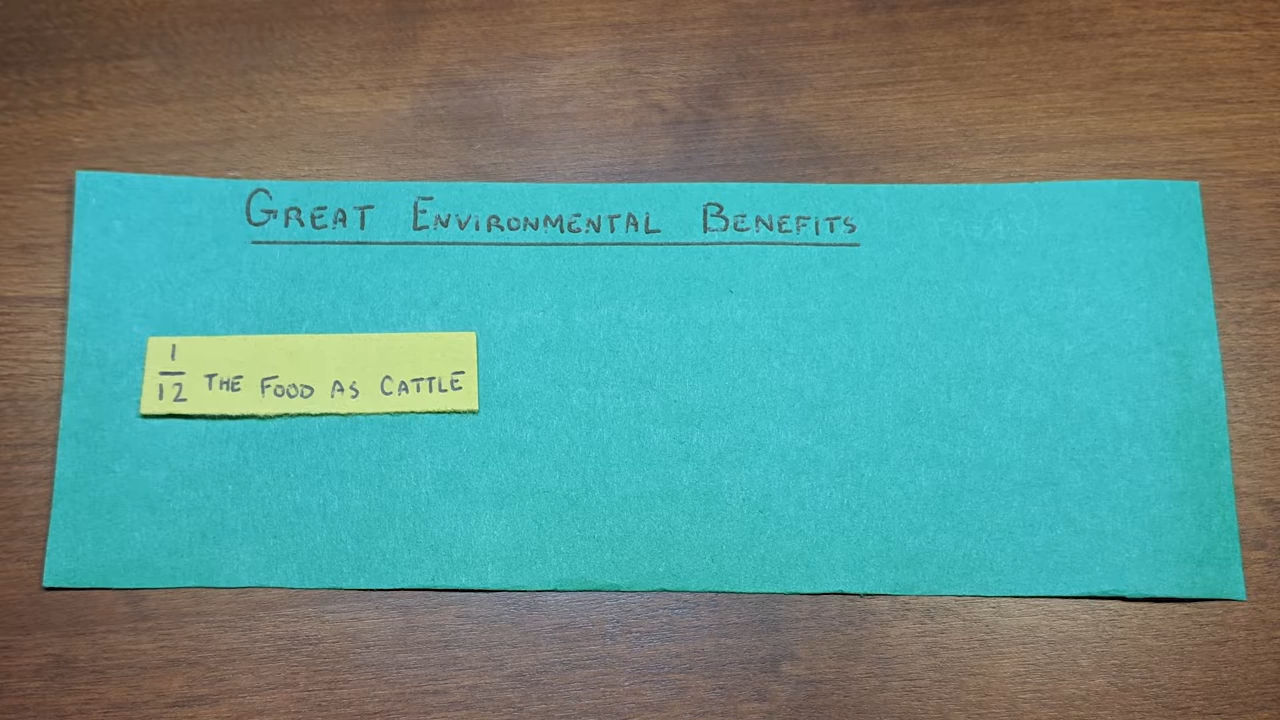 GREAT ENVIRONMENTAL BENEFITS
1/12 THE FOOD AS CATTLE